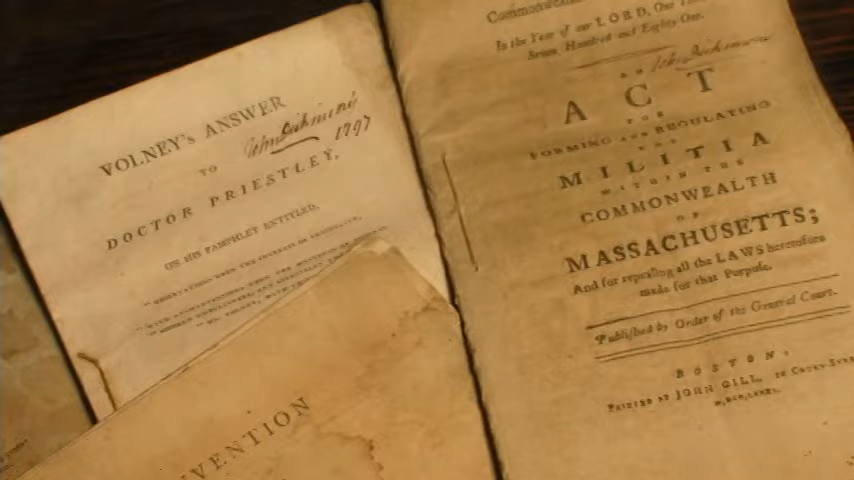 VOLNEY's ANSWER
TO
1797
DOCTOR PRIESTLEY,
ON HIS PAMPHLET ENTITLED,
VENTION
Commonwea
In the Year of our LORD, One
Seven Hundred and Eighty-One.
AN
ACT
FOR
FORMING AND REGULATING
THE
MILITIA
WITHIN THE
COMMONWEALTH
OF
MASSACHUSETTS;
And for repealing all the LAWS heretofore
made for that Purpose.
Published by Order of the General Court.
BOSTON:
PRINTED BY JOHN GILL, IN